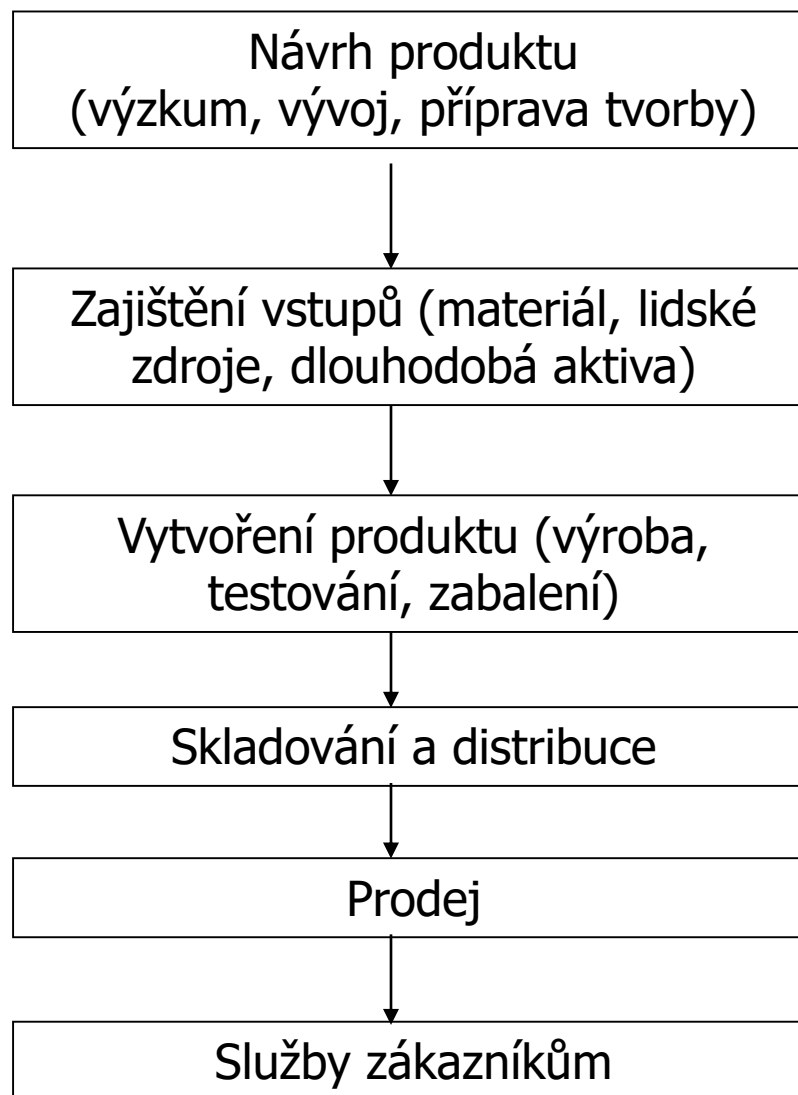 Návrh produktu
(výzkum, vývoj, příprava tvorby)
Zajištění vstupů (materiál, lidské
zdroje, dlouhodobá aktiva)
Vytvoření produktu (výroba,
testování, zabalení)
Skladování a distribuce
Prodej
Služby zákazníkům